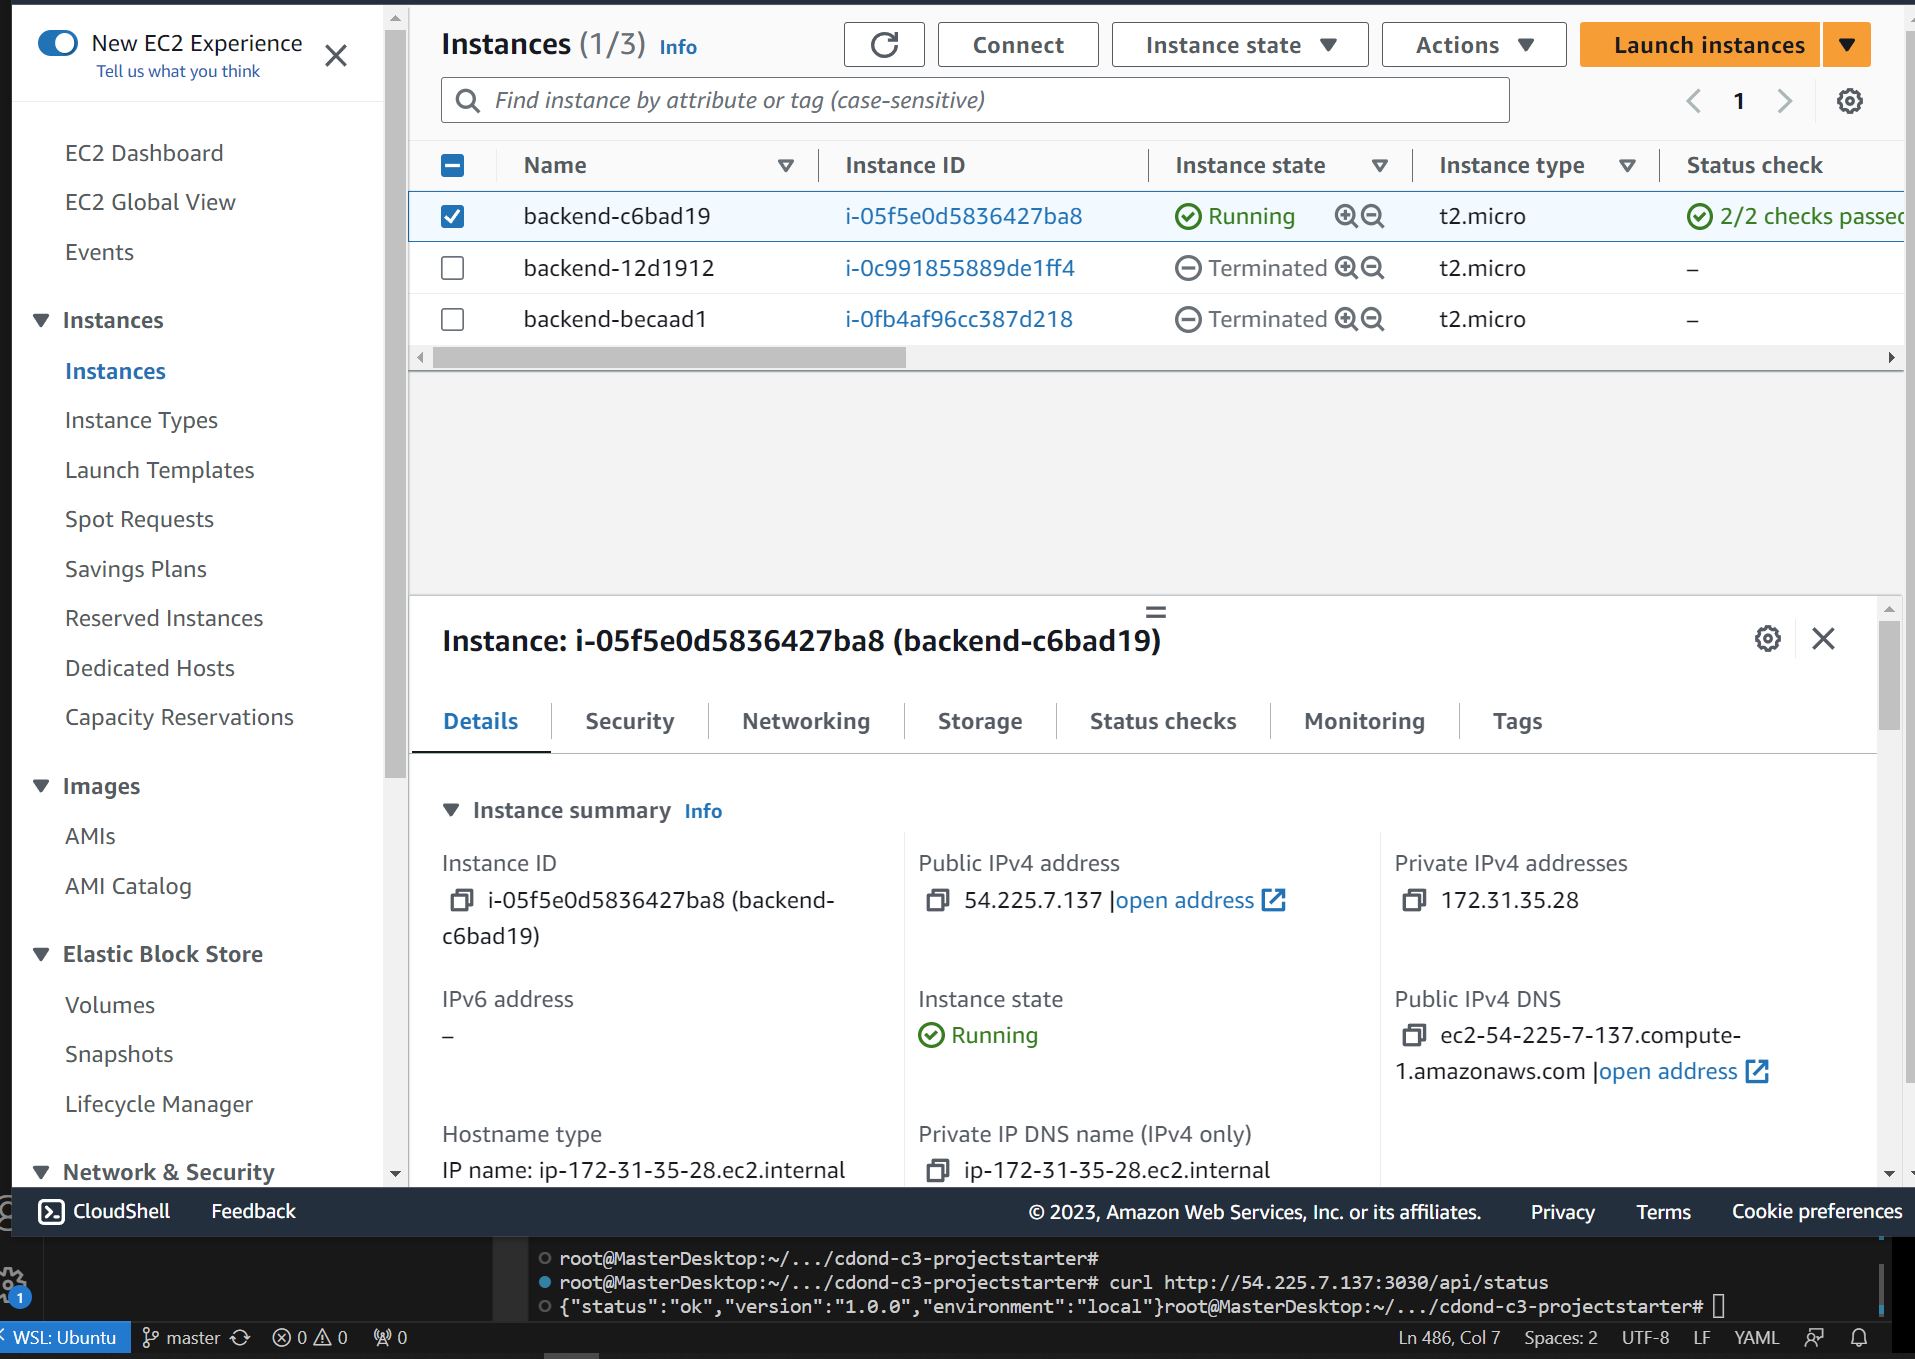 New EC2 Experience
Tell us what you think
EC2 Dashboard
EC2 Global View
Events
Instances
Instances
Instance Types
Launch Templates
Spot Requests
Savings Plans
Reserved Instances
Dedicated Hosts
Capacity Reservations
Images
AMIs
AMI Catalog
Elastic Block Store
Volumes
Snapshots
Lifecycle Manager
Network & Security
Instances (1/3) Info
Connect
Instance state
Actions
Launch instances
Find instance by attribute or tag (case-sensitive)
1
Name Instance ID Instance state Instance type Status check
backend-c6bad19 i-05f5e0d5836427ba8 Running t2.micro 2/2 checks passed
backend-12d1912 i-0c991855889de1ff4 Terminated t2.micro –
backend-becaad1 i-0fb4af96cc387d218 Terminated t2.micro –
Instance: i-05f5e0d5836427ba8 (backend-c6bad19)
Details Security Networking Storage Status checks Monitoring Tags
Instance summary Info
Instance ID
i-05f5e0d5836427ba8 (backend-
c6bad19)
Public IPv4 address
54.225.7.137 |open address
Private IPv4 addresses
172.31.35.28
IPv6 address
–
Instance state
Running
Public IPv4 DNS
ec2-54-225-7-137.compute-
1.amazonaws.com |open address
Hostname type
IP name: ip-172-31-35-28.ec2.internal
Private IP DNS name (IPv4 only)
ip-172-31-35-28.ec2.internal
CloudShell Feedback © 2023, Amazon Web Services, Inc. or its affiliates. Privacy Terms Cookie preferences
root@MasterDesktop:~/.../cdond-c3-projectstarter#
root@MasterDesktop:~/.../cdond-c3-projectstarter# curl http://54.225.7.137:3030/api/status
{"status":"ok","version":"1.0.0","environment":"local"}root@MasterDesktop:~/.../cdond-c3-projectstarter#
1
WSL: Ubuntu master 0 0 0 Ln 486, Col 7 Spaces: 2 UTF-8 LF YAML